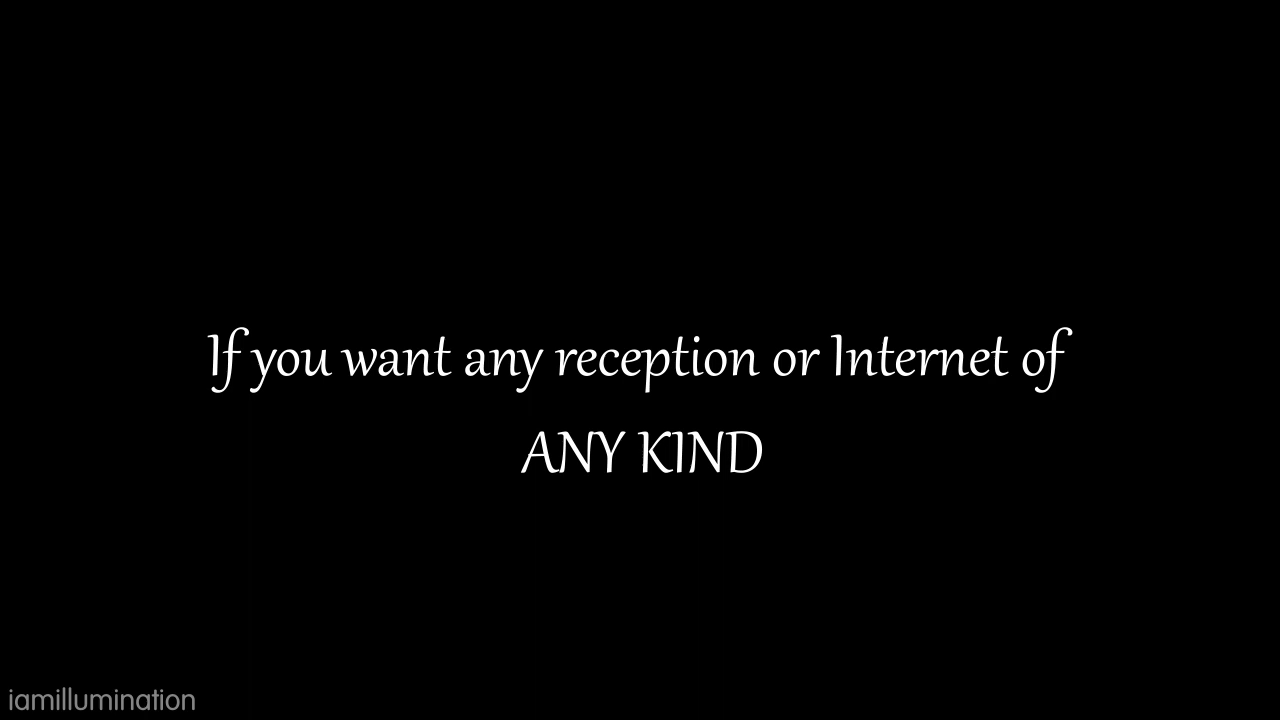 If you want any reception or Internet of
ANY KIND
iamillumination